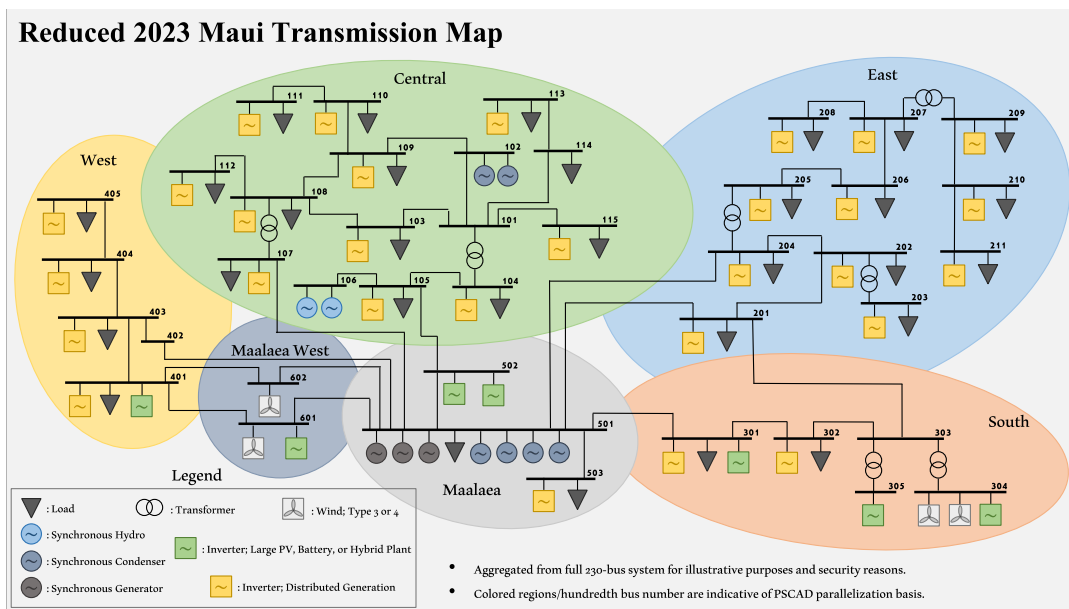 Reduced 2023 Maui Transmission Map
Central
East
West
111
110
113
208
207
209
109
102
114
112
405
108
205
206
210
103
101
115
404
107
204
202
211
106
105
104
203
403
402
201
Maalaea West
401
602
502
601
501
301
302
303
South
Legend
Maalaea
503
305
304
: Load
: Transformer
: Wind; Type 3 or 4
: Synchronous Hydro
: Inverter; Large PV, Battery, or Hybrid Plant
: Synchronous Condenser
: Synchronous Generator
: Inverter; Distributed Generation
• Aggregated from full 230-bus system for illustrative purposes and security reasons.
• Colored regions/hundredth bus number are indicative of PSCAD parallelization basis.